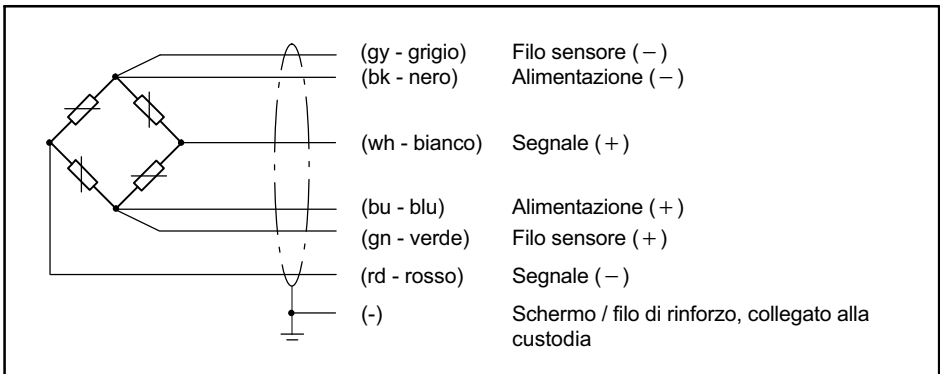 (gy - grigio) Filo sensore (−)
(bk - nero) Alimentazione (−)
(wh - bianco) Segnale (+)
(bu - blu) Alimentazione (+)
(gn - verde) Filo sensore (+)
(rd - rosso) Segnale (−)
(-) Schermo / filo di rinforzo, collegato alla
custodia